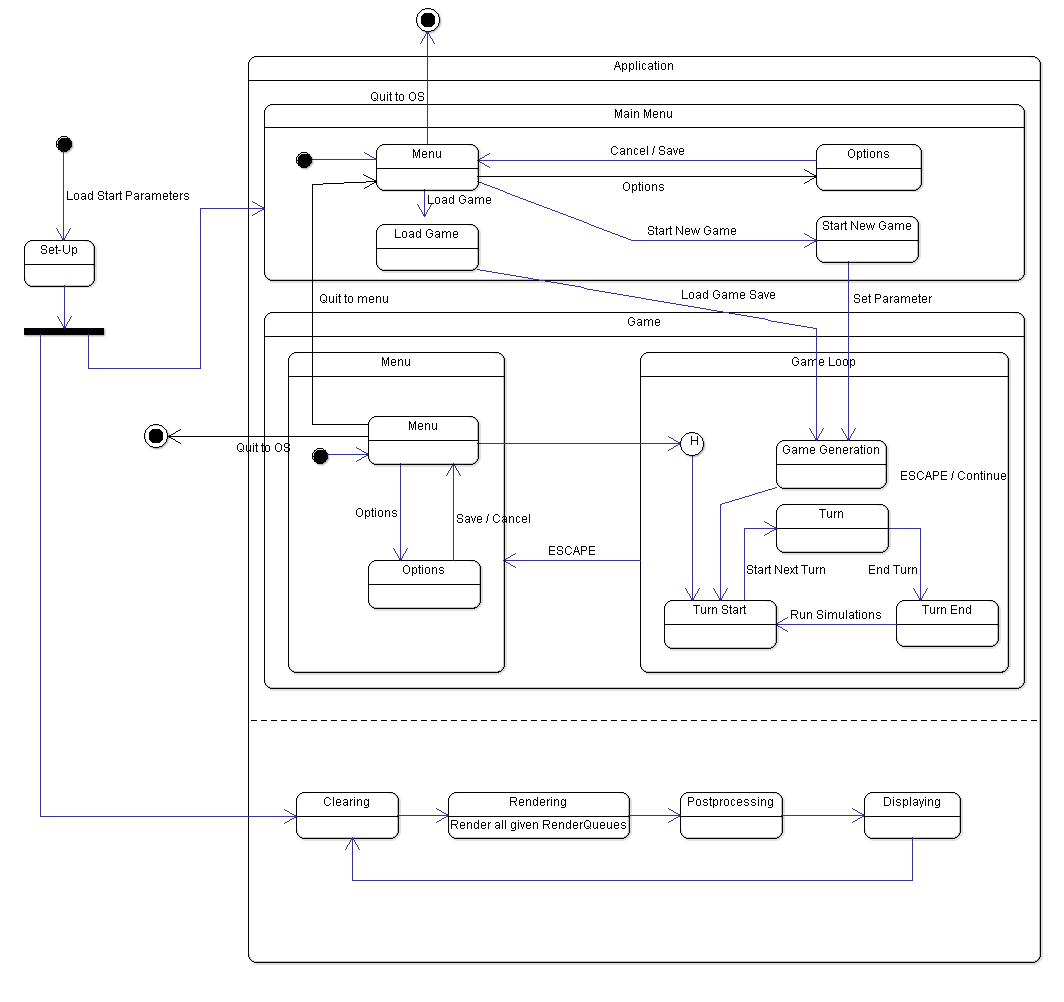 Application
Quit to OS
Main Menu
Menu
Cancel / Save
Options
Options
Load Start Parameters
Load Game
Load Game
Start New Game
Start New Game
Set-Up
Quit to menu
Load Game Save
Set Parameter
Game
Menu
Game Loop
Menu
Quit to OS
H
Game Generation
ESCAPE / Continue
Options
Save / Cancel
Turn
ESCAPE
Options
Start Next Turn
End Turn
Turn Start
Run Simulations
Turn End
Clearing
Rendering
Render all given RenderQueues
Postprocessing
Displaying